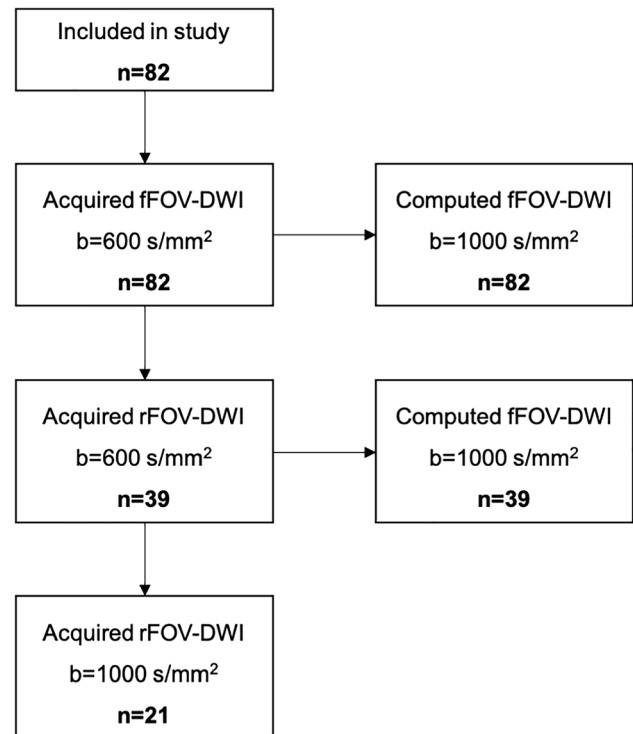 Included in study
n=82
Acquired fFOV-DWI
b=600 s/mm²
n=82
Computed fFOV-DWI
b=1000 s/mm²
n=82
Acquired rFOV-DWI
b=600 s/mm²
n=39
Computed fFOV-DWI
b=1000 s/mm²
n=39
Acquired rFOV-DWI
b=1000 s/mm²
n=21